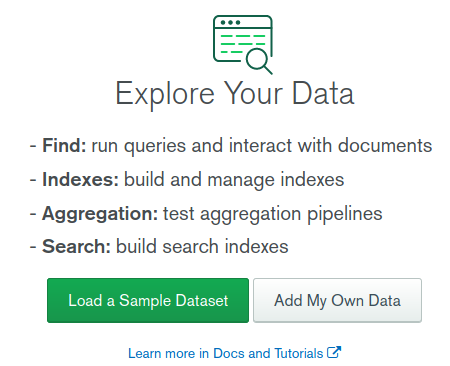 Explore Your Data
- Find: run queries and interact with documents
- Indexes: build and manage indexes
- Aggregation: test aggregation pipelines
- Search: build search indexes
Load a Sample Dataset Add My Own Data
Learn more in Docs and Tutorials